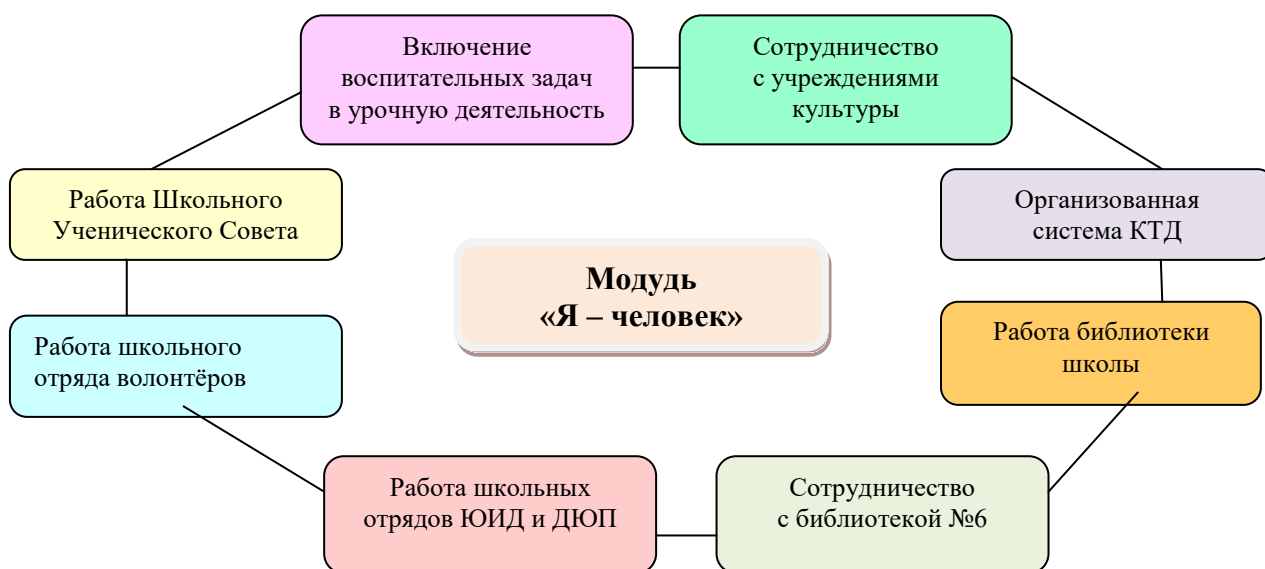 Включение
воспитательных задач
в урочную деятельность
Сотрудничество
с учреждениями
культуры
Работа Школьного
Ученического Совета
Организованная
система КТД
Модудь
«Я – человек»
Работа школьного
отряда волонтёров
Работа библиотеки
школы
Работа школьных
отрядов ЮИД и ДЮП
Сотрудничество
с библиотекой №6